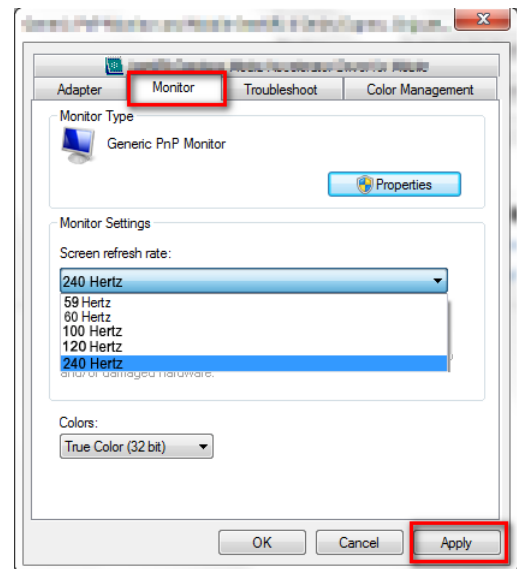 Adapter Monitor Troubleshoot Color Management
Monitor Type
Generic PnP Monitor
Properties
Monitor Settings
Screen refresh rate:
240 Hertz
59 Hertz
60 Hertz
100 Hertz
120 Hertz
240 Hertz
and/or damaged hardware.
Colors:
True Color (32 bit)
OK Cancel Apply